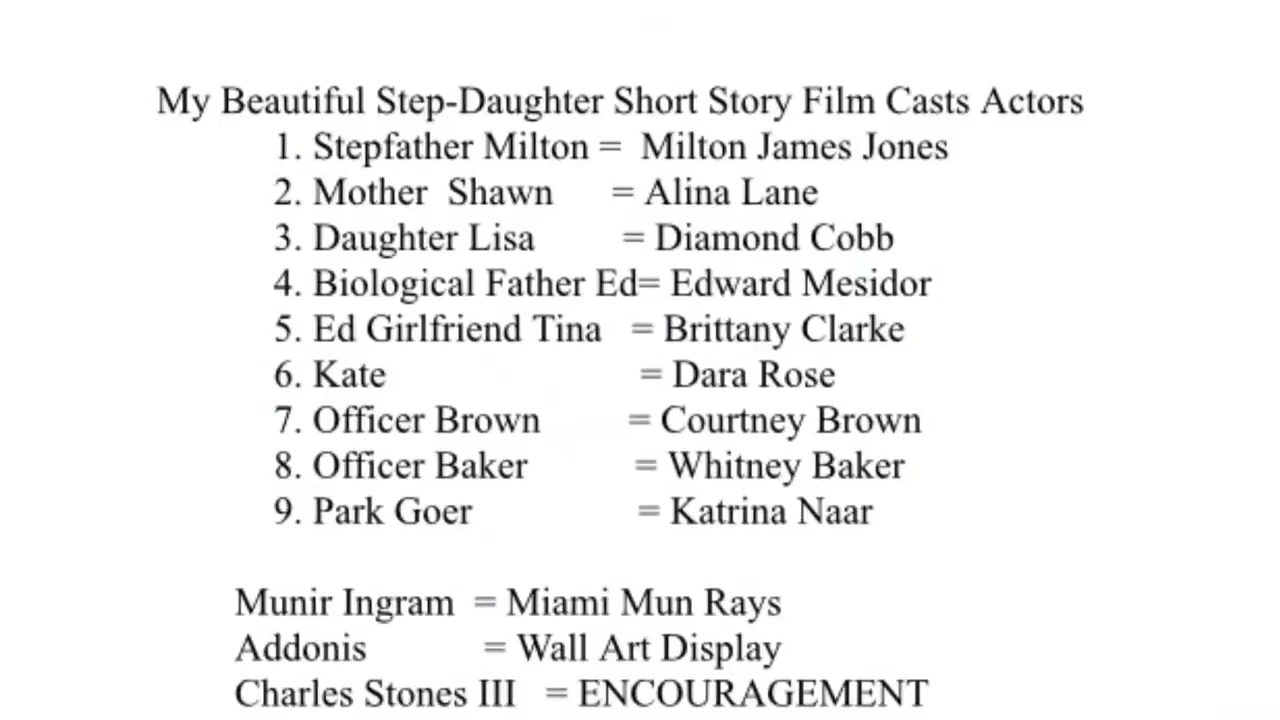 My Beautiful Step-Daughter Short Story Film Casts Actors
1. Stepfather Milton = Milton James Jones
2. Mother Shawn = Alina Lane
3. Daughter Lisa = Diamond Cobb
4. Biological Father Ed= Edward Mesidor
5. Ed Girlfriend Tina = Brittany Clarke
6. Kate = Dara Rose
7. Officer Brown = Courtney Brown
8. Officer Baker = Whitney Baker
9. Park Goer = Katrina Naar
Munir Ingram = Miami Mun Rays
Addonis = Wall Art Display
Charles Stones III = ENCOURAGEMENT